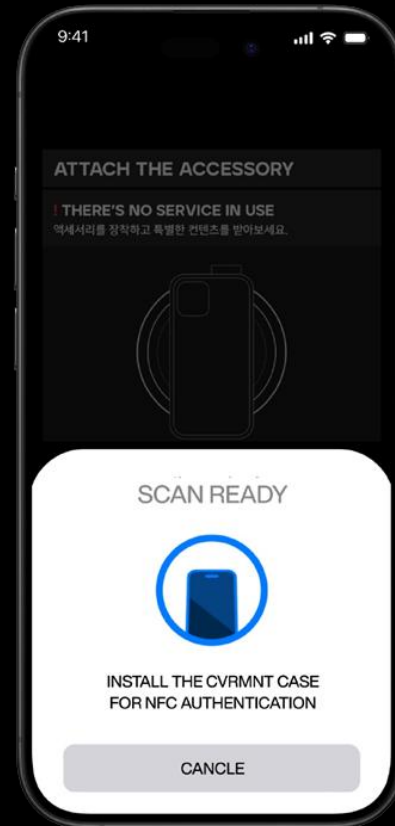 9:41
ATTACH THE ACCESSORY
! THERE'S NO SERVICE IN USE
액세서리를 장착하고 특별한 컨텐츠를 받아보세요.
SCAN READY
INSTALL THE CVRMNT CASE
FOR NFC AUTHENTICATION
CANCLE